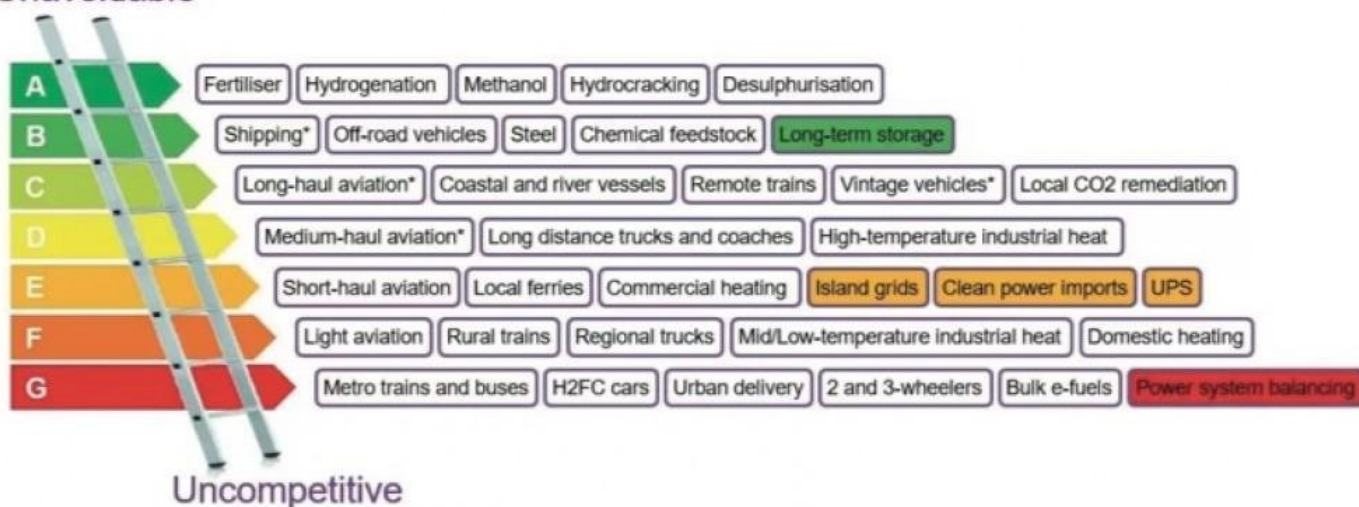 A Fertiliser Hydrogenation Methanol Hydrocracking Desulphurisation
B Shipping* Off-road vehicles Steel Chemical feedstock Long-term storage
C Long-haul aviation* Coastal and river vessels Remote trains Vintage vehicles* Local CO2 remediation
D Medium-haul aviation* Long distance trucks and coaches High-temperature industrial heat
E Short-haul aviation Local ferries Commercial heating Island grids Clean power imports UPS
F Light aviation Rural trains Regional trucks Mid/Low-temperature industrial heat Domestic heating
G Metro trains and buses H2FC cars Urban delivery 2 and 3-wheelers Bulk e-fuels Power system balancing
Uncompetitive